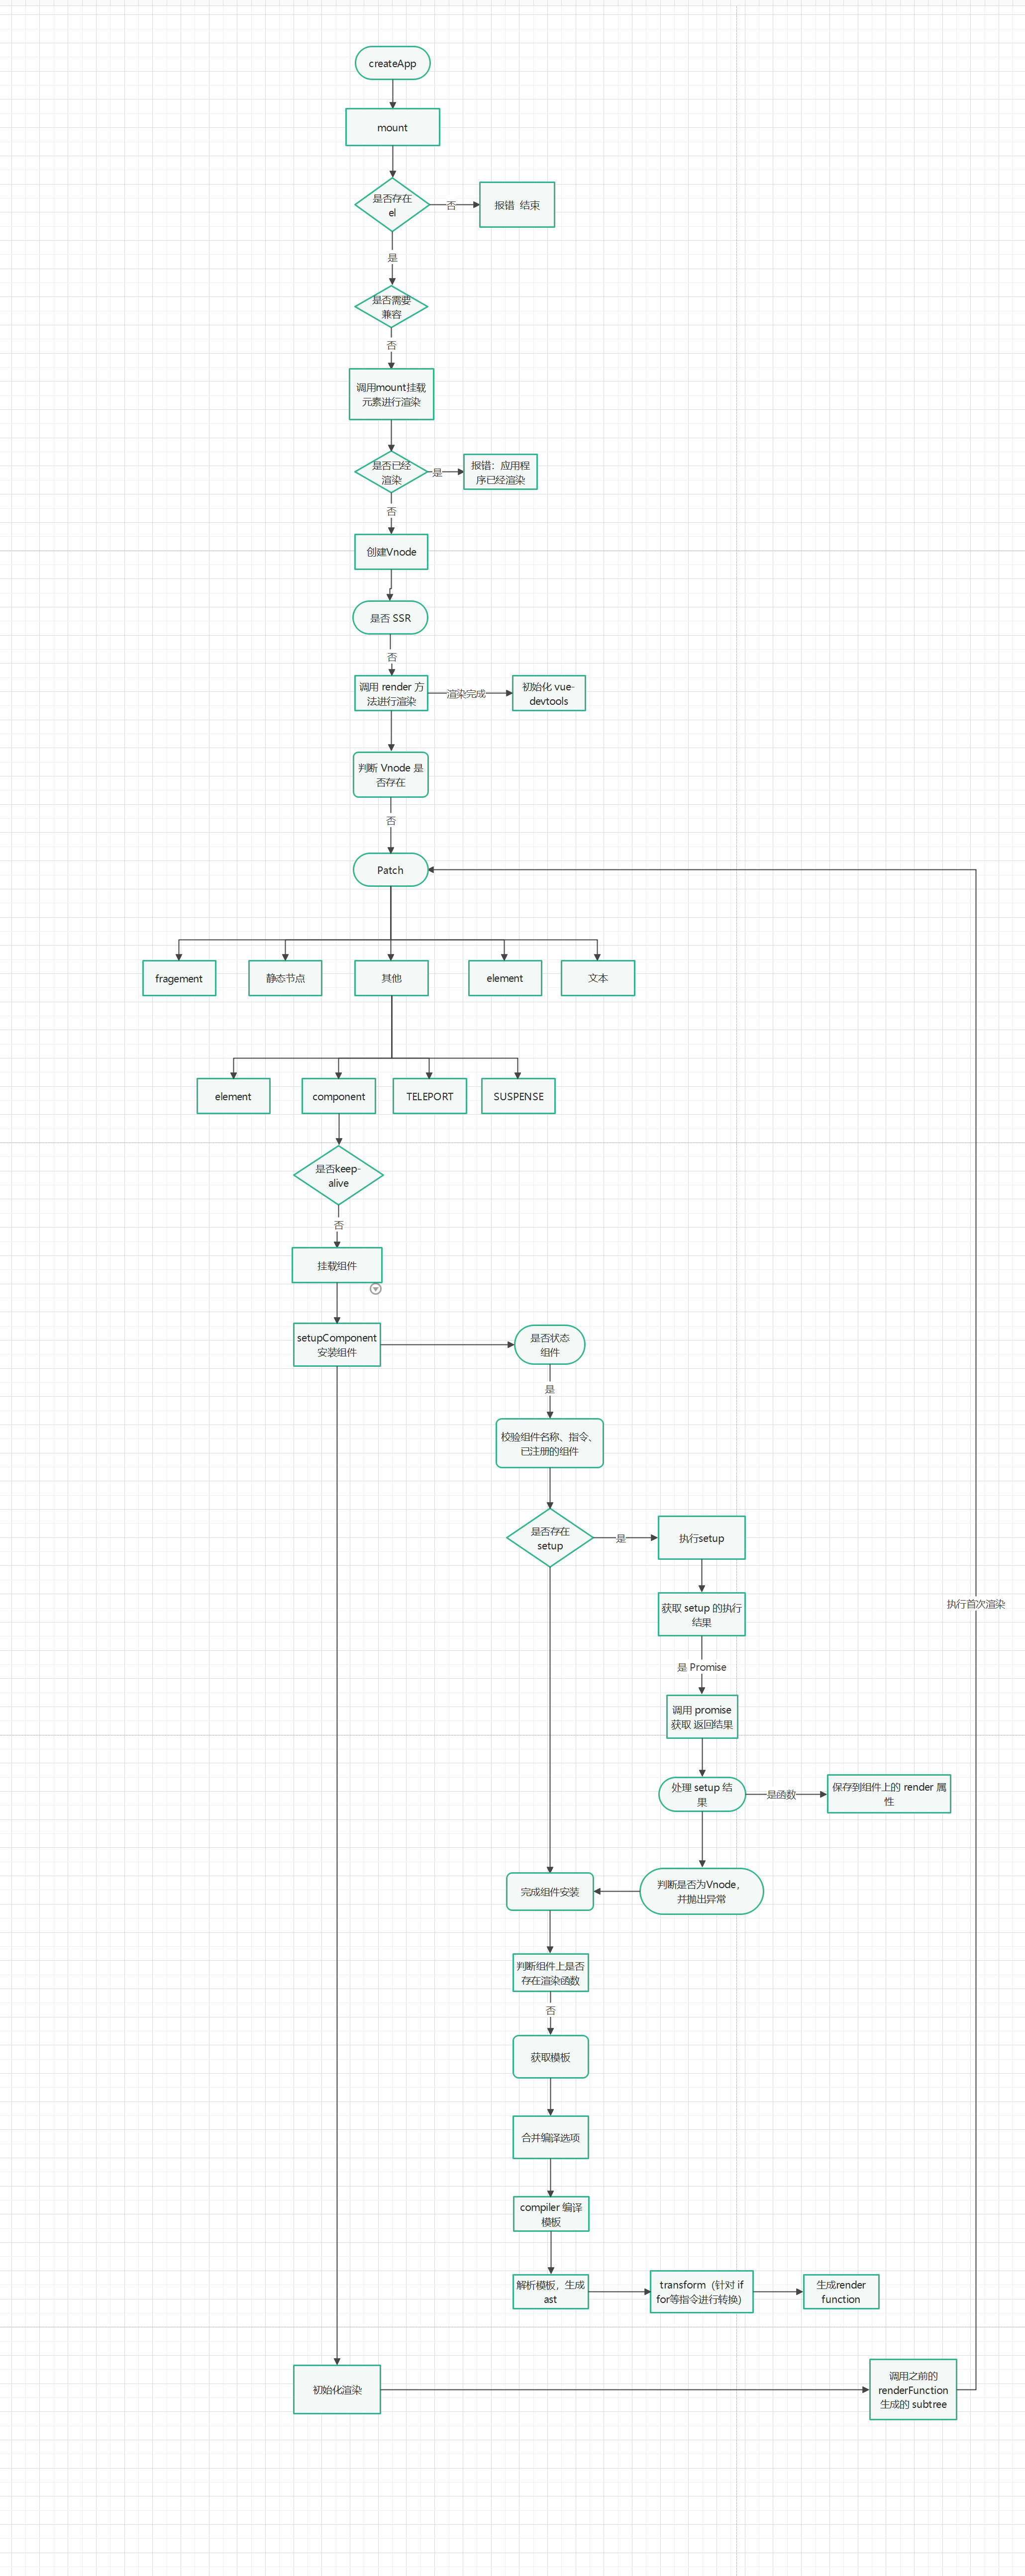 createApp
mount
是否存在
el
否
报错 结束
是
是否需要
兼容
否
调用mount挂载
元素进行渲染
是否已经
渲染
是
报错：应用程
序已经渲染
否
创建Vnode
是否 SSR
否
调用 render 方
法进行渲染
渲染完成
初始化 vue-
devtools
判断 Vnode 是
否存在
否
Patch
fragement
静态节点
其他
element
文本
element
component
TELEPORT
SUSPENSE
是否keep-
alive
否
挂载组件
setupComponent
安装组件
是否状态
组件
是
校验组件名称、指令、
已注册的组件
是否存在
setup
是
执行setup
获取 setup 的执行
结果
执行首次渲染
是 Promise
调用 promise
获取 返回结果
处理 setup 结
果
是函数
保存到组件上的 render 属
性
完成组件安装
判断是否为Vnode，
并抛出异常
判断组件上是否
存在渲染函数
否
获取模板
合并编译选项
compiler 编译
模板
解析模板，生成
ast
transform（针对 if
for等指令进行转换）
生成render
function
初始化渲染
调用之前的
renderFunction
生成的 subtree